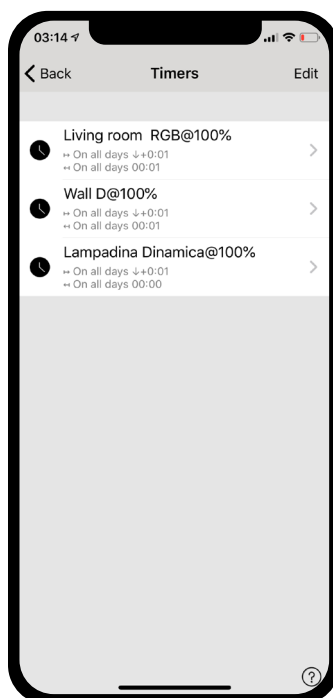 03:14
Back Timers Edit
Living room RGB@100%
↦ On all days ↓+0:01
↤ On all days 00:01
Wall D@100%
↦ On all days ↓+0:01
↤ On all days 00:01
Lampadina Dinamica@100%
↦ On all days ↓+0:01
↤ On all days 00:00
?